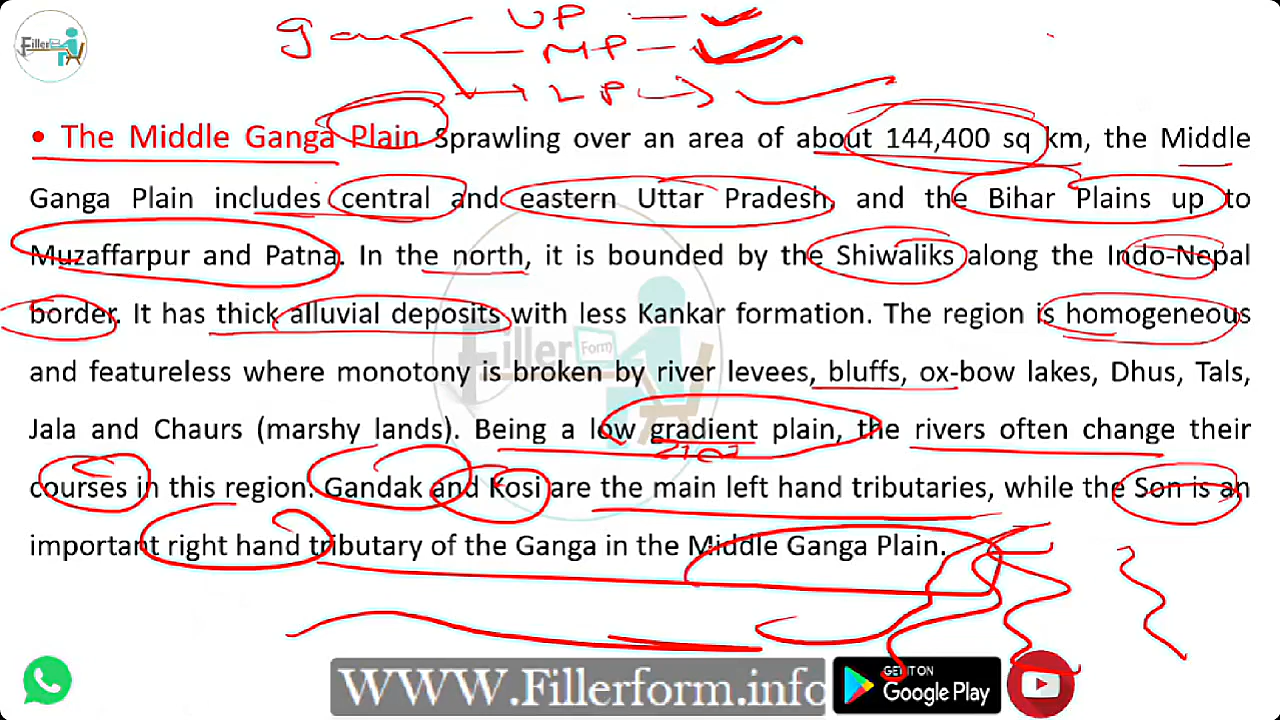 Gan
UP
MP
LP
Filler
• The Middle Ganga Plain Sprawling over an area of about 144,400 sq km, the Middle
Ganga Plain includes central and eastern Uttar Pradesh, and the Bihar Plains up to
Muzaffarpur and Patna. In the north, it is bounded by the Shiwaliks along the Indo-Nepal
border. It has thick alluvial deposits with less Kankar formation. The region is homogeneous
Filler Form
and featureless where monotony is broken by river levees, bluffs, ox-bow lakes, Dhus, Tals,
Jala and Chaurs (marshy lands). Being a low gradient plain, the rivers often change their
courses in this region. Gandak and Kosi are the main left hand tributaries, while the Son is an
important right hand tributary of the Ganga in the Middle Ganga Plain.
WWW.Fillerform.info
GET IT ON
Google Play